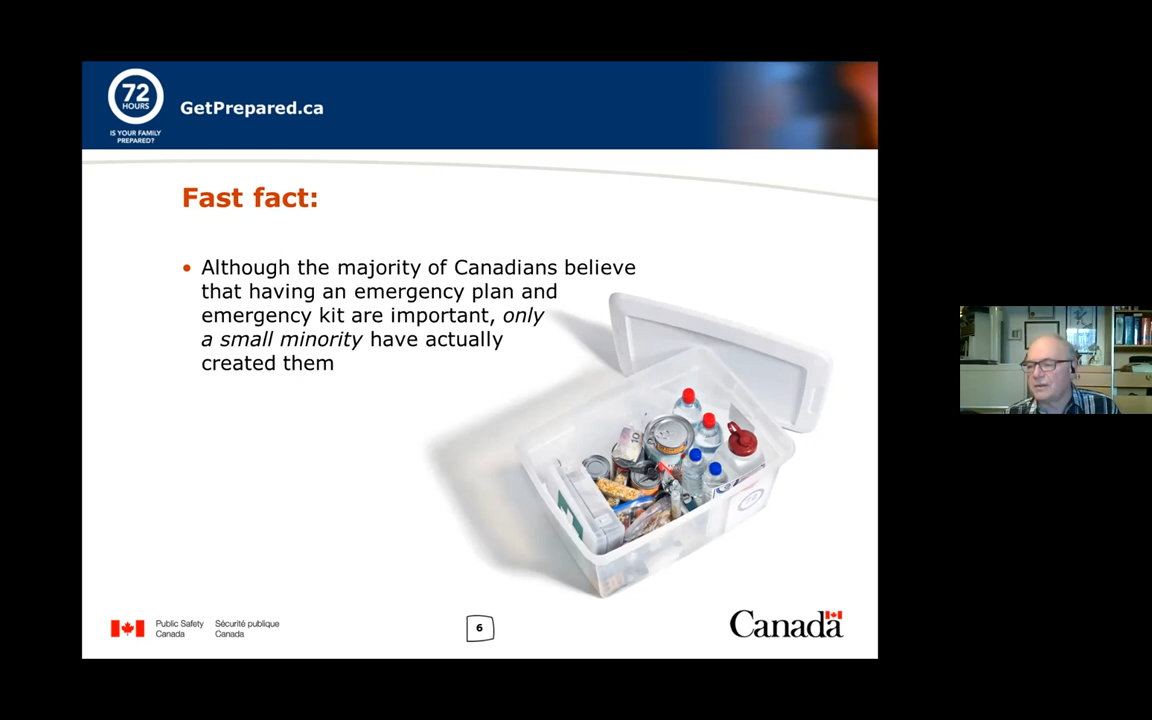 72
HOURS
IS YOUR FAMILY
PREPARED?
GetPrepared.ca
Fast fact:
• Although the majority of Canadians believe
that having an emergency plan and
emergency kit are important, only
a small minority have actually
created them
Public Safety
Canada
Sécurité publique
Canada
6
Canada